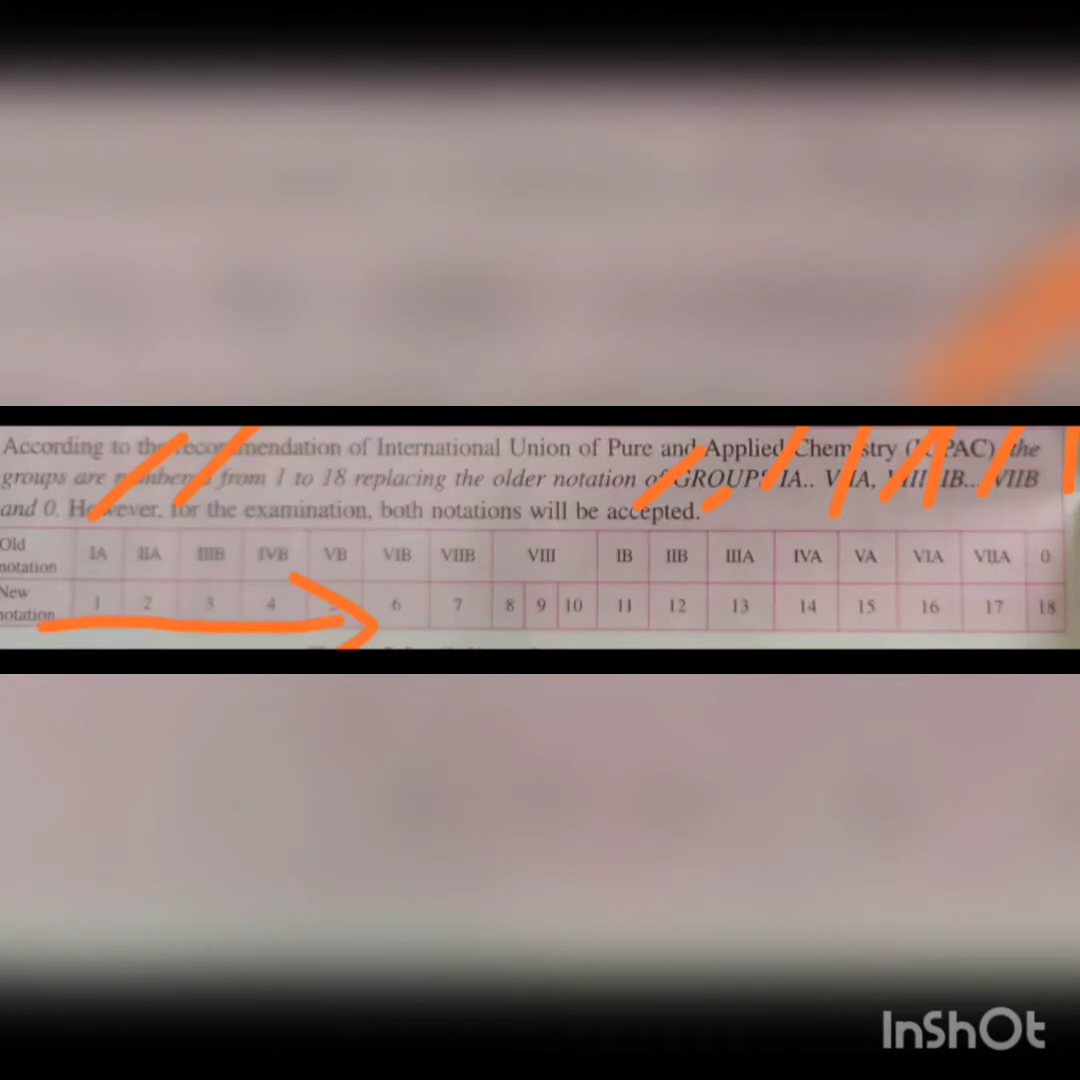 According to the recommendation of International Union of Pure and Applied Chemistry (IUPAC) the
groups are numbered from 1 to 18 replacing the older notation of GROUPS IA.. VIIA, VIII, IB... VIIB
and 0. However, for the examination, both notations will be accepted.
Old notation IA IIA IIIB IVB VB VIB VIIB VIII IB IIB IIIA IVA VA VIA VIIA 0
New notation 1 2 3 4 6 7 8 9 10 11 12 13 14 15 16 17 18
InShOt